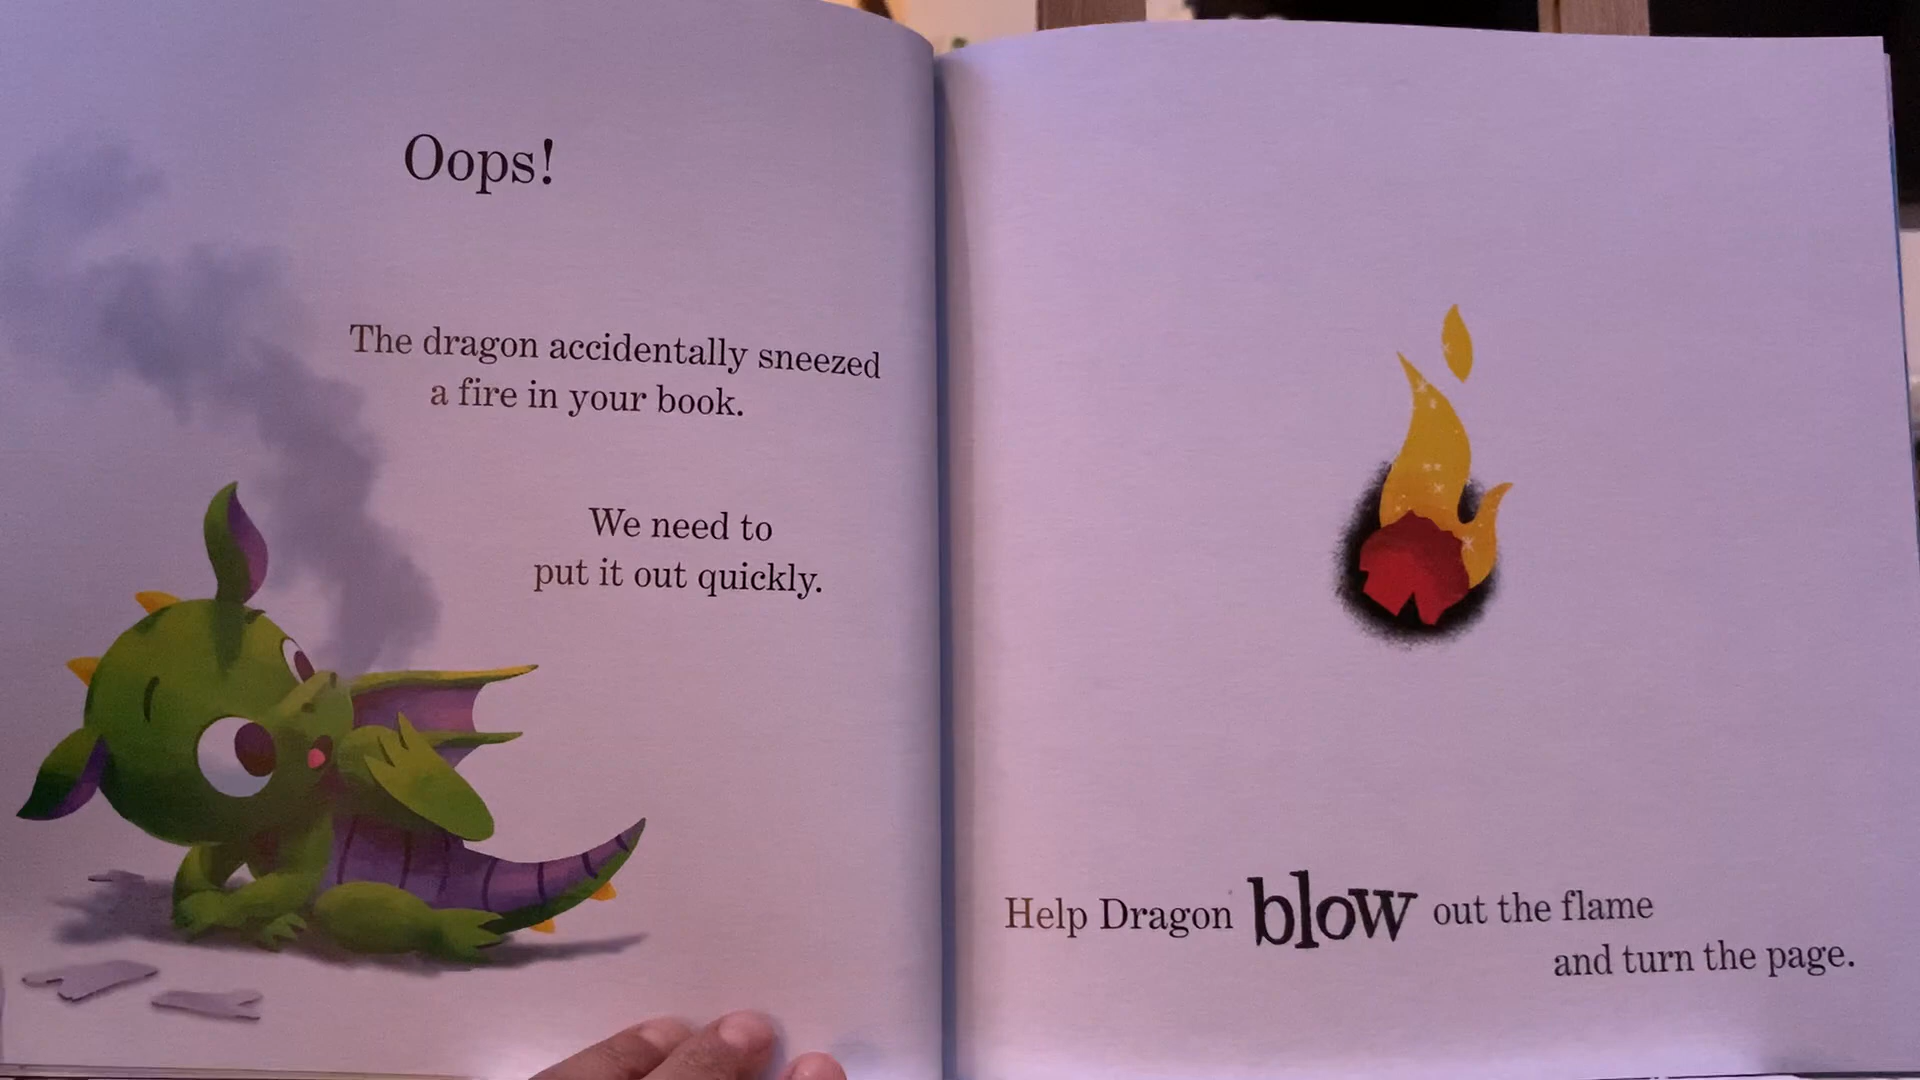 Oops!
The dragon accidentally sneezed
a fire in your book.
We need to
put it out quickly.
Help Dragon blow out the flame
and turn the page.